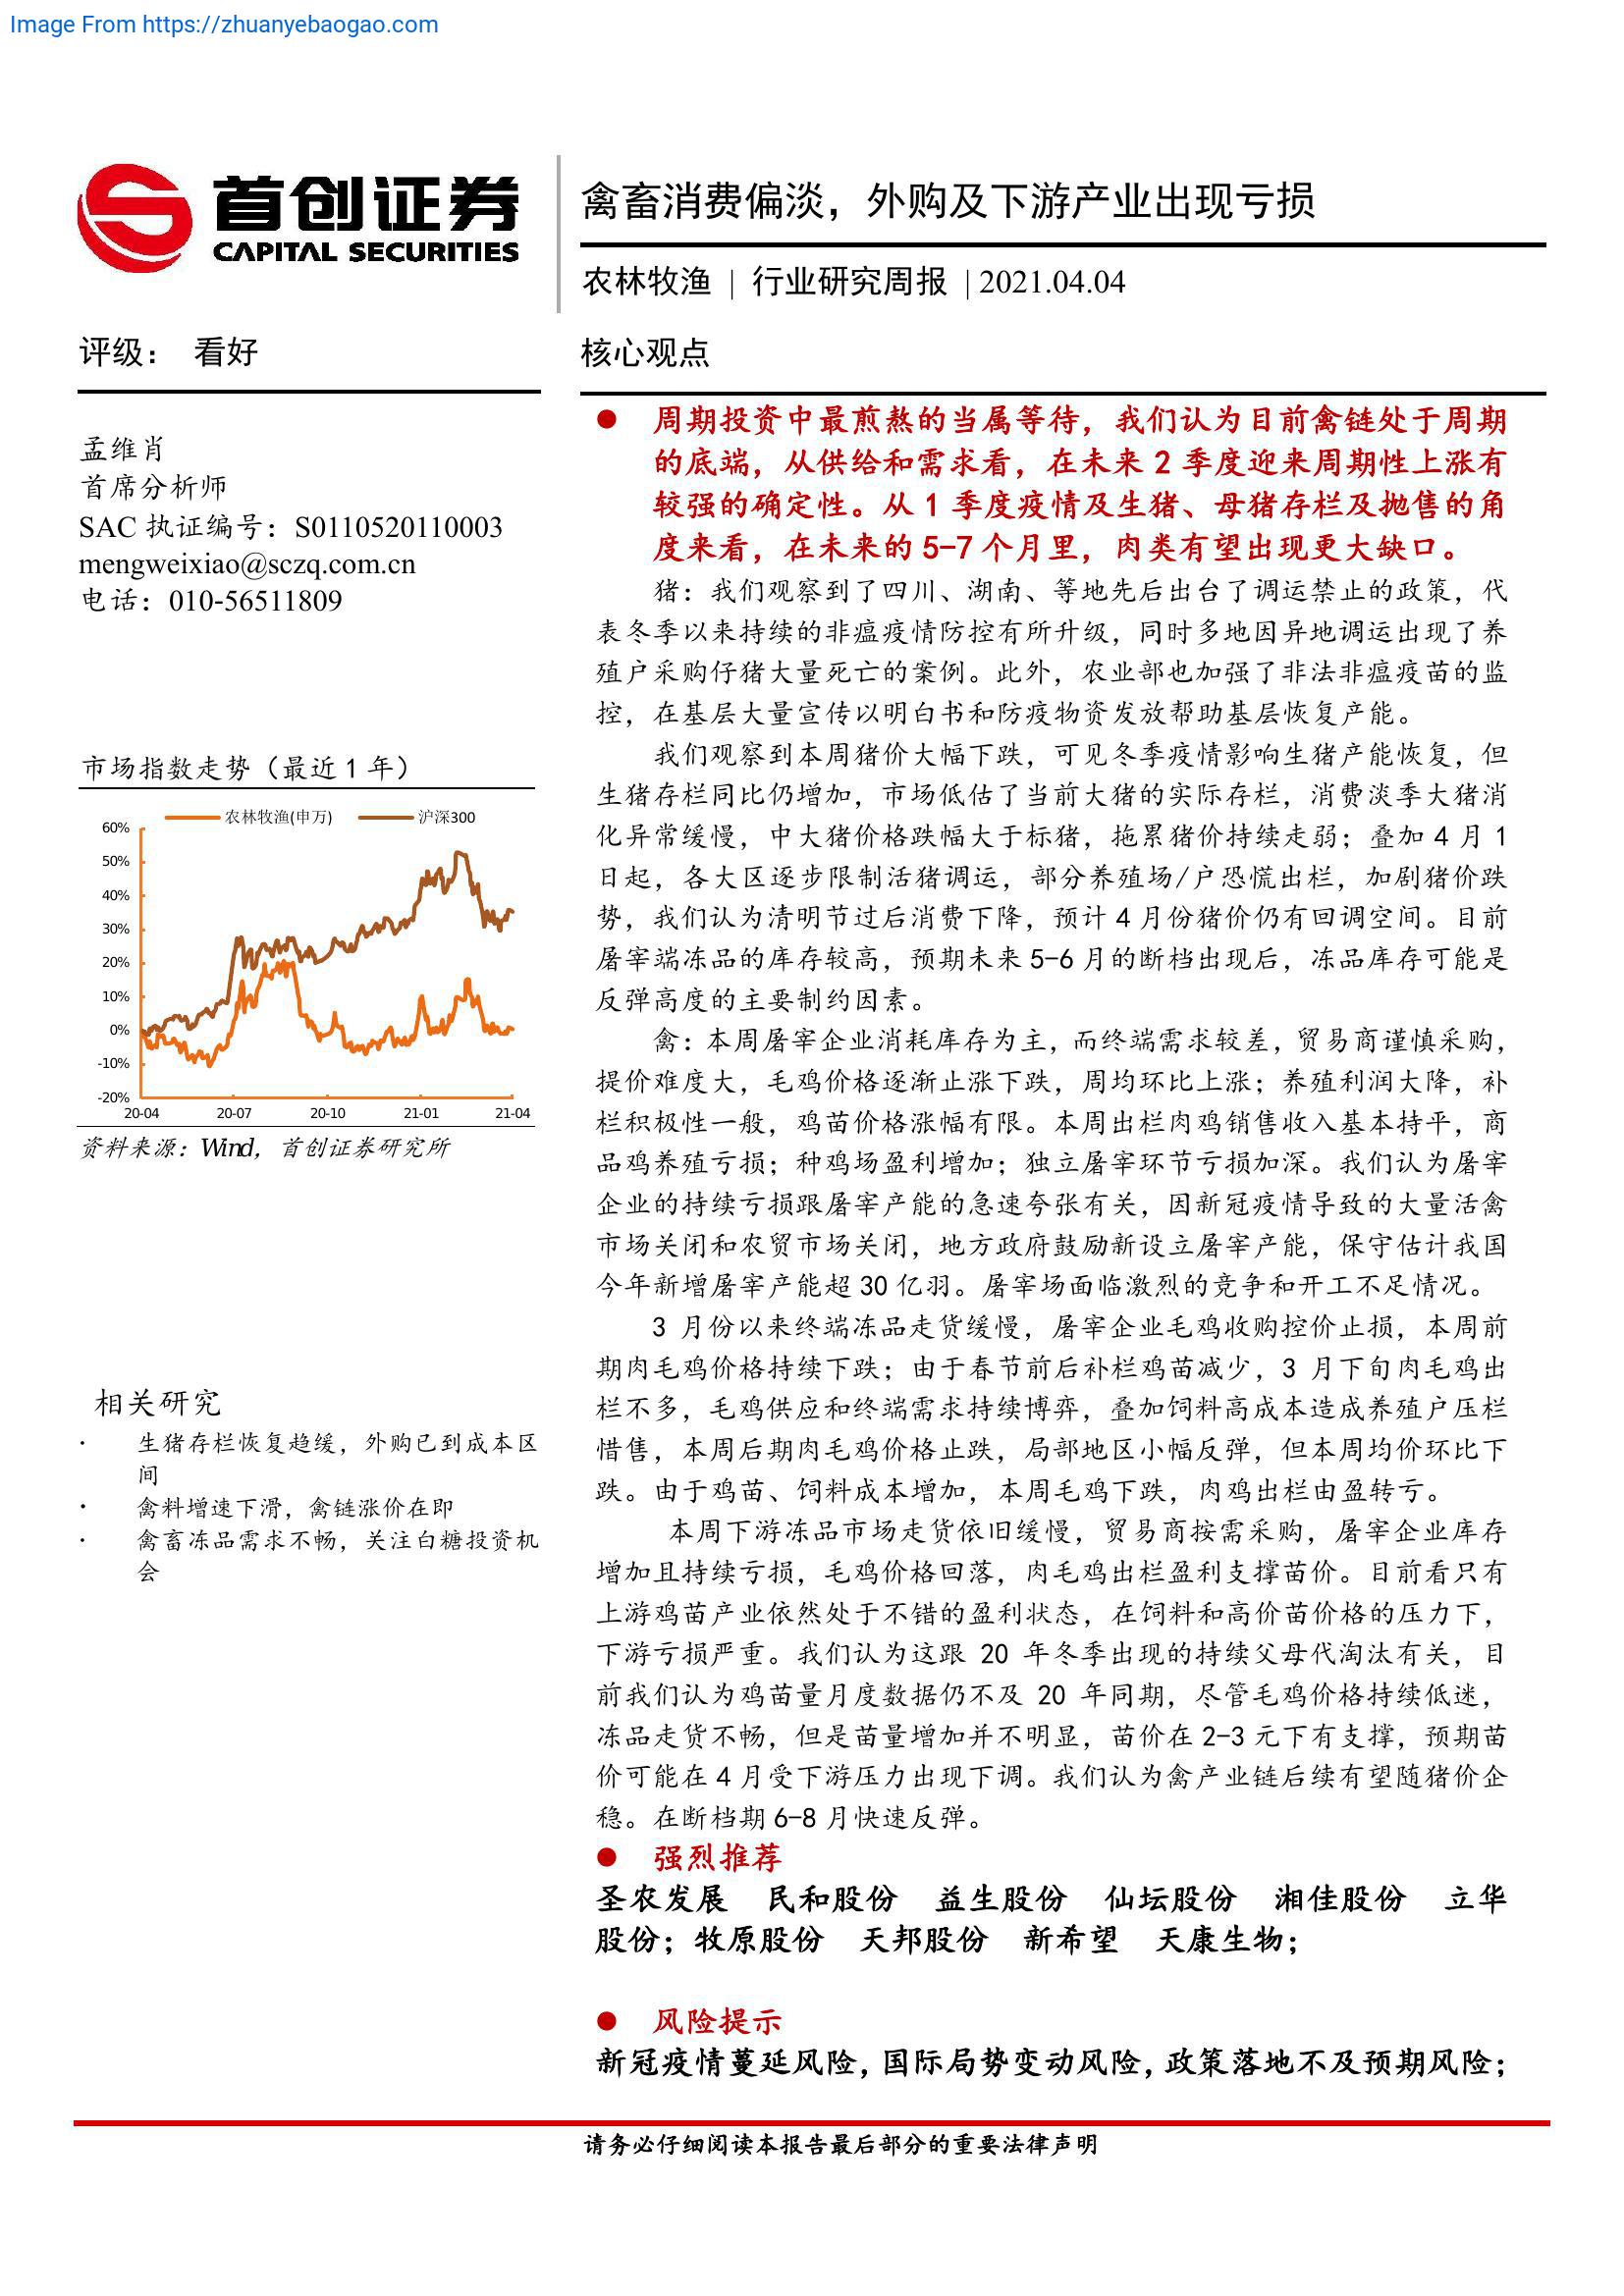 Image From https://zhuanyebaogao.com
首创证券
CAPITAL SECURITIES
禽畜消费偏淡，外购及下游产业出现亏损
农林牧渔 | 行业研究周报 | 2021.04.04
评级： 看好
孟维肖
首席分析师
SAC 执证编号：S0110520110003
mengweixiao@sczq.com.cn
电话：010-56511809
市场指数走势（最近 1 年）
农林牧渔(申万) 沪深300
60%
50%
40%
30%
20%
10%
0%
-10%
-20%
20-04 20-07 20-10 21-01 21-04
资料来源：Wind，首创证券研究所
相关研究
· 生猪存栏恢复趋缓，外购已到成本区
间
· 禽料增速下滑，禽链涨价在即
· 禽畜冻品需求不畅，关注白糖投资机
会
核心观点
● 周期投资中最煎熬的当属等待，我们认为目前禽链处于周期
的底端，从供给和需求看，在未来 2 季度迎来周期性上涨有
较强的确定性。从 1 季度疫情及生猪、母猪存栏及抛售的角
度来看，在未来的 5-7 个月里，肉类有望出现更大缺口。
猪：我们观察到了四川、湖南、等地先后出台了调运禁止的政策，代
表冬季以来持续的非瘟疫情防控有所升级，同时多地因异地调运出现了养
殖户采购仔猪大量死亡的案例。此外，农业部也加强了非法非瘟疫苗的监
控，在基层大量宣传以明白书和防疫物资发放帮助基层恢复产能。
我们观察到本周猪价大幅下跌，可见冬季疫情影响生猪产能恢复，但
生猪存栏同比仍增加，市场低估了当前大猪的实际存栏，消费淡季大猪消
化异常缓慢，中大猪价格跌幅大于标猪，拖累猪价持续走弱；叠加 4 月 1
日起，各大区逐步限制活猪调运，部分养殖场/户恐慌出栏，加剧猪价跌
势，我们认为清明节过后消费下降，预计 4 月份猪价仍有回调空间。目前
屠宰端冻品的库存较高，预期未来 5-6 月的断档出现后，冻品库存可能是
反弹高度的主要制约因素。
禽：本周屠宰企业消耗库存为主，而终端需求较差，贸易商谨慎采购，
提价难度大，毛鸡价格逐渐止涨下跌，周均环比上涨；养殖利润大降，补
栏积极性一般，鸡苗价格涨幅有限。本周出栏肉鸡销售收入基本持平，商
品鸡养殖亏损；种鸡场盈利增加；独立屠宰环节亏损加深。我们认为屠宰
企业的持续亏损跟屠宰产能的急速夸张有关，因新冠疫情导致的大量活禽
市场关闭和农贸市场关闭，地方政府鼓励新设立屠宰产能，保守估计我国
今年新增屠宰产能超 30 亿羽。屠宰场面临激烈的竞争和开工不足情况。
3 月份以来终端冻品走货缓慢，屠宰企业毛鸡收购控价止损，本周前
期肉毛鸡价格持续下跌；由于春节前后补栏鸡苗减少，3 月下旬肉毛鸡出
栏不多，毛鸡供应和终端需求持续博弈，叠加饲料高成本造成养殖户压栏
惜售，本周后期肉毛鸡价格止跌，局部地区小幅反弹，但本周均价环比下
跌。由于鸡苗、饲料成本增加，本周毛鸡下跌，肉鸡出栏由盈转亏。
本周下游冻品市场走货依旧缓慢，贸易商按需采购，屠宰企业库存
增加且持续亏损，毛鸡价格回落，肉毛鸡出栏盈利支撑苗价。目前看只有
上游鸡苗产业依然处于不错的盈利状态，在饲料和高价苗价格的压力下，
下游亏损严重。我们认为这跟 20 年冬季出现的持续父母代淘汰有关，目
前我们认为鸡苗量月度数据仍不及 20 年同期，尽管毛鸡价格持续低迷，
冻品走货不畅，但是苗量增加并不明显，苗价在 2-3 元下有支撑，预期苗
价可能在 4 月受下游压力出现下调。我们认为禽产业链后续有望随猪价企
稳。在断档期 6-8 月快速反弹。
● 强烈推荐
圣农发展 民和股份 益生股份 仙坛股份 湘佳股份 立华
股份；牧原股份 天邦股份 新希望 天康生物；
● 风险提示
新冠疫情蔓延风险，国际局势变动风险，政策落地不及预期风险；
请务必仔细阅读本报告最后部分的重要法律声明